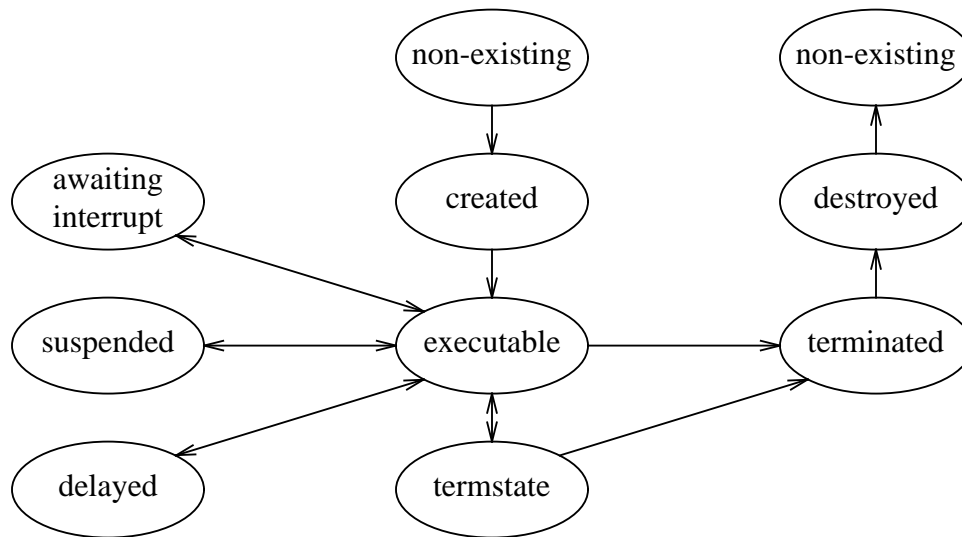 non-existing
non-existing
awaiting
interrupt
created
destroyed
suspended
executable
terminated
delayed
termstate